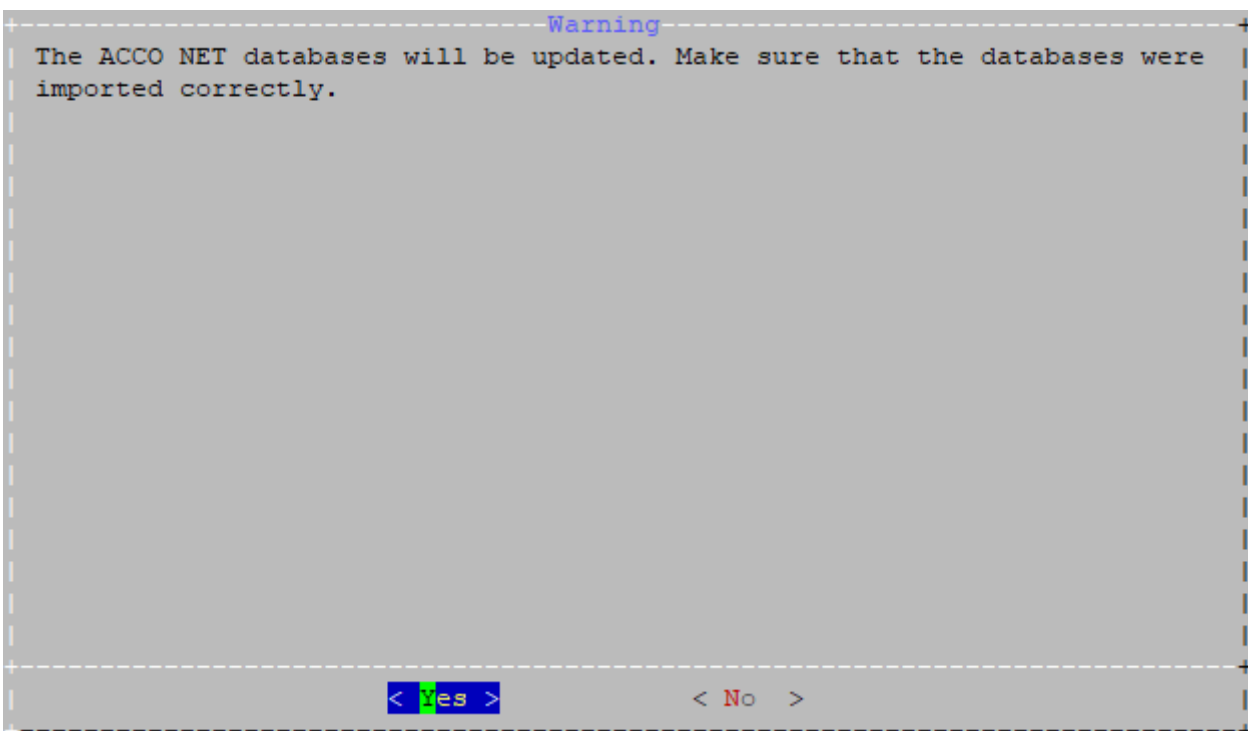 Warning
The ACCO NET databases will be updated. Make sure that the databases were
imported correctly.
< Yes > < No >